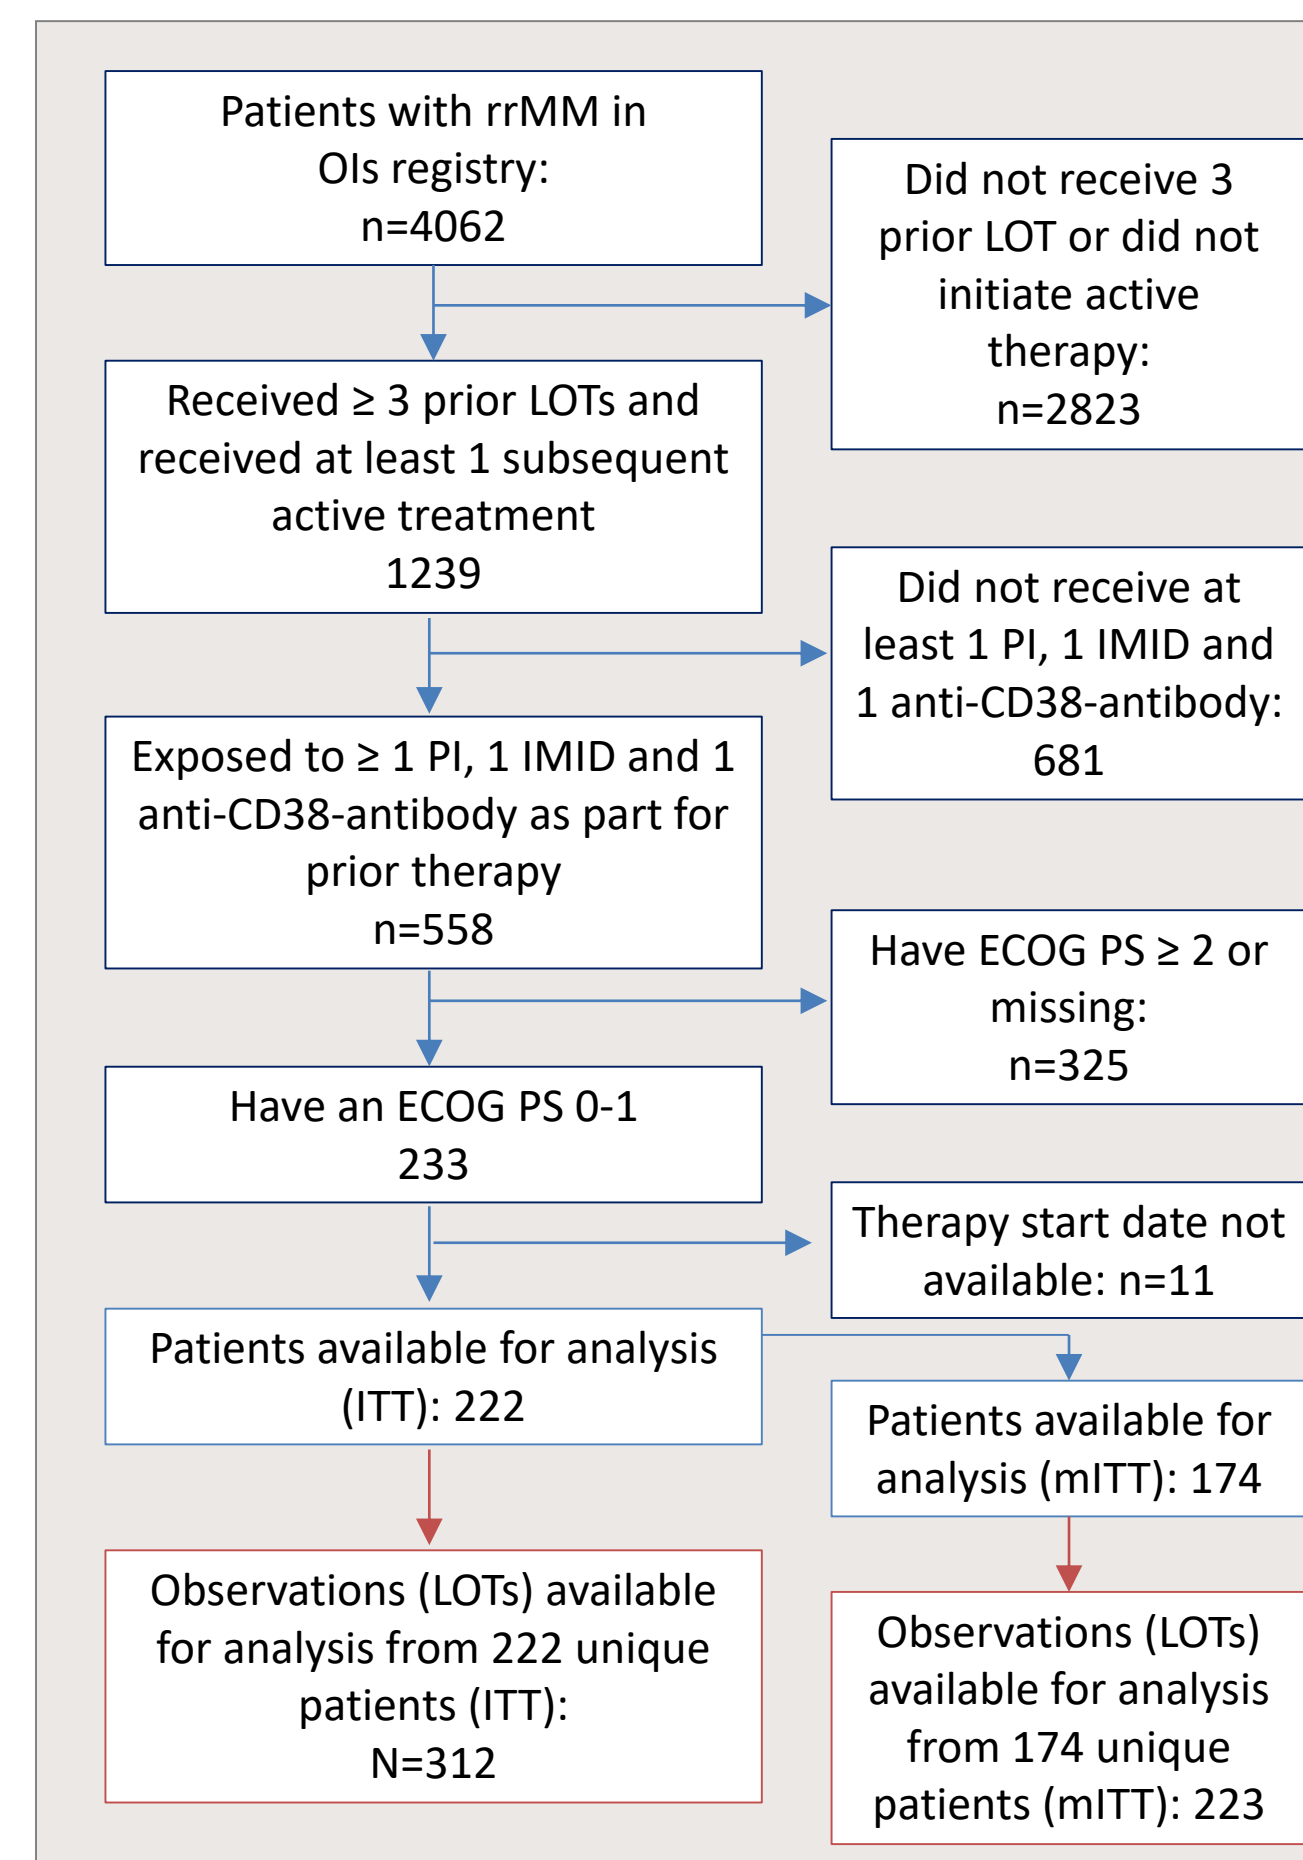 Patients with rrMM in
OIs registry:
n=4062
Did not receive 3
prior LOT or did not
initiate active
therapy:
n=2823
Received ≥ 3 prior LOTs and
received at least 1 subsequent
active treatment
1239
Did not receive at
least 1 PI, 1 IMID and
1 anti-CD38-antibody:
681
Exposed to ≥ 1 PI, 1 IMID and 1
anti-CD38-antibody as part for
prior therapy
n=558
Have ECOG PS ≥ 2 or
missing:
n=325
Have an ECOG PS 0-1
233
Therapy start date not
available: n=11
Patients available for analysis
(ITT): 222
Patients available for
analysis (mITT): 174
Observations (LOTs) available
for analysis from 222 unique
patients (ITT):
N=312
Observations (LOTs)
available for analysis
from 174 unique
patients (mITT): 223